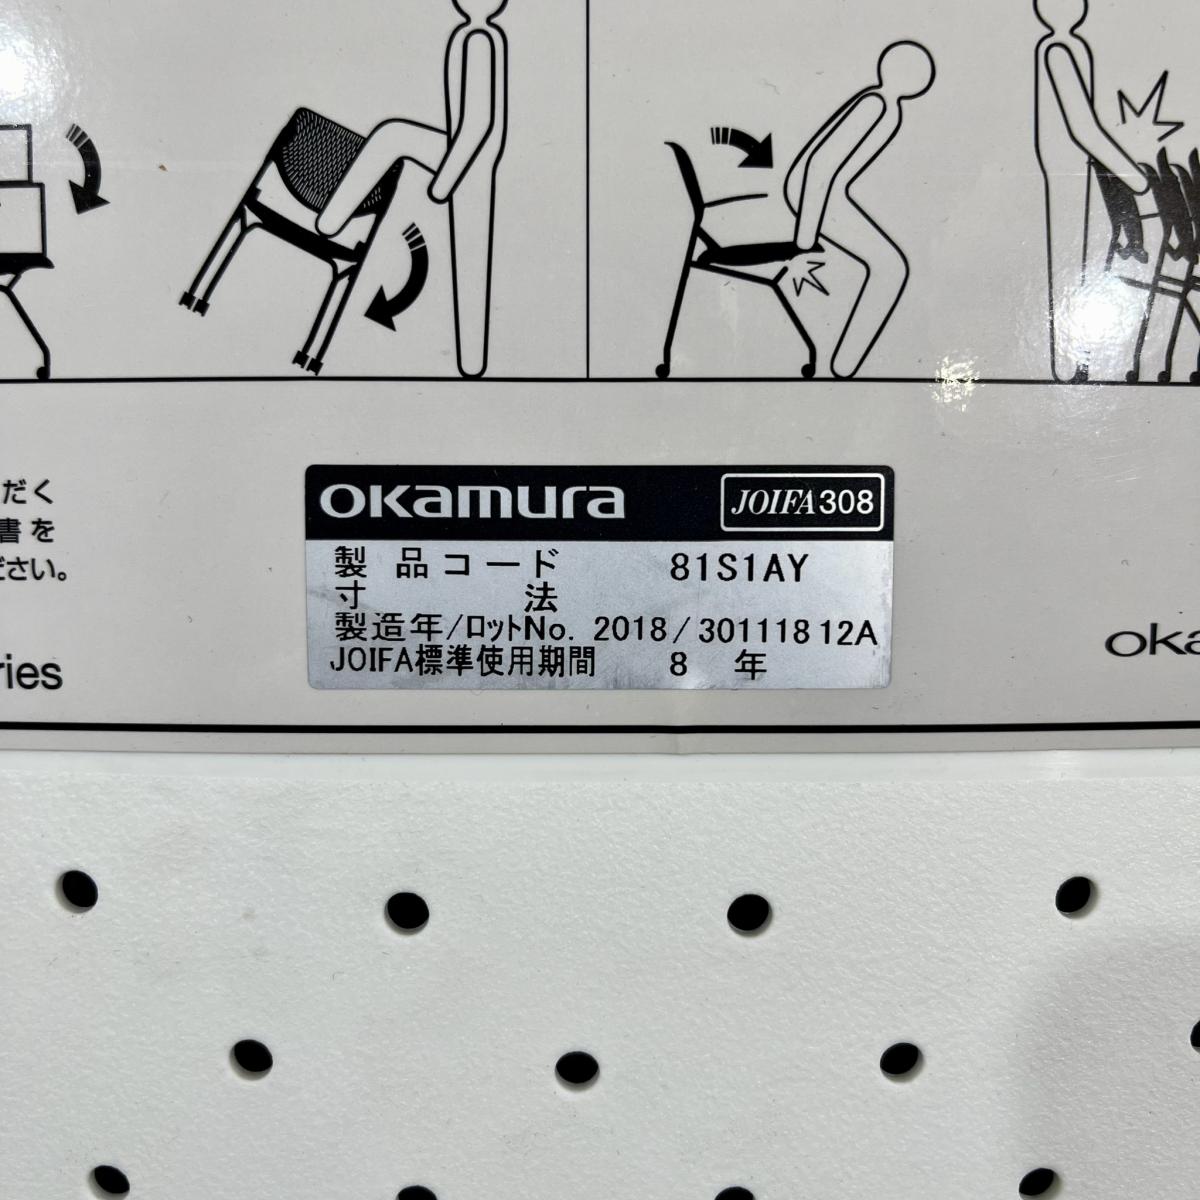 だく
書を
ださい。
ries
okamura
JOIFA308
製品コード 81S1AY
寸法
製造年/ロットNo. 2018/30111812A
JOIFA標準使用期間 8 年
oka